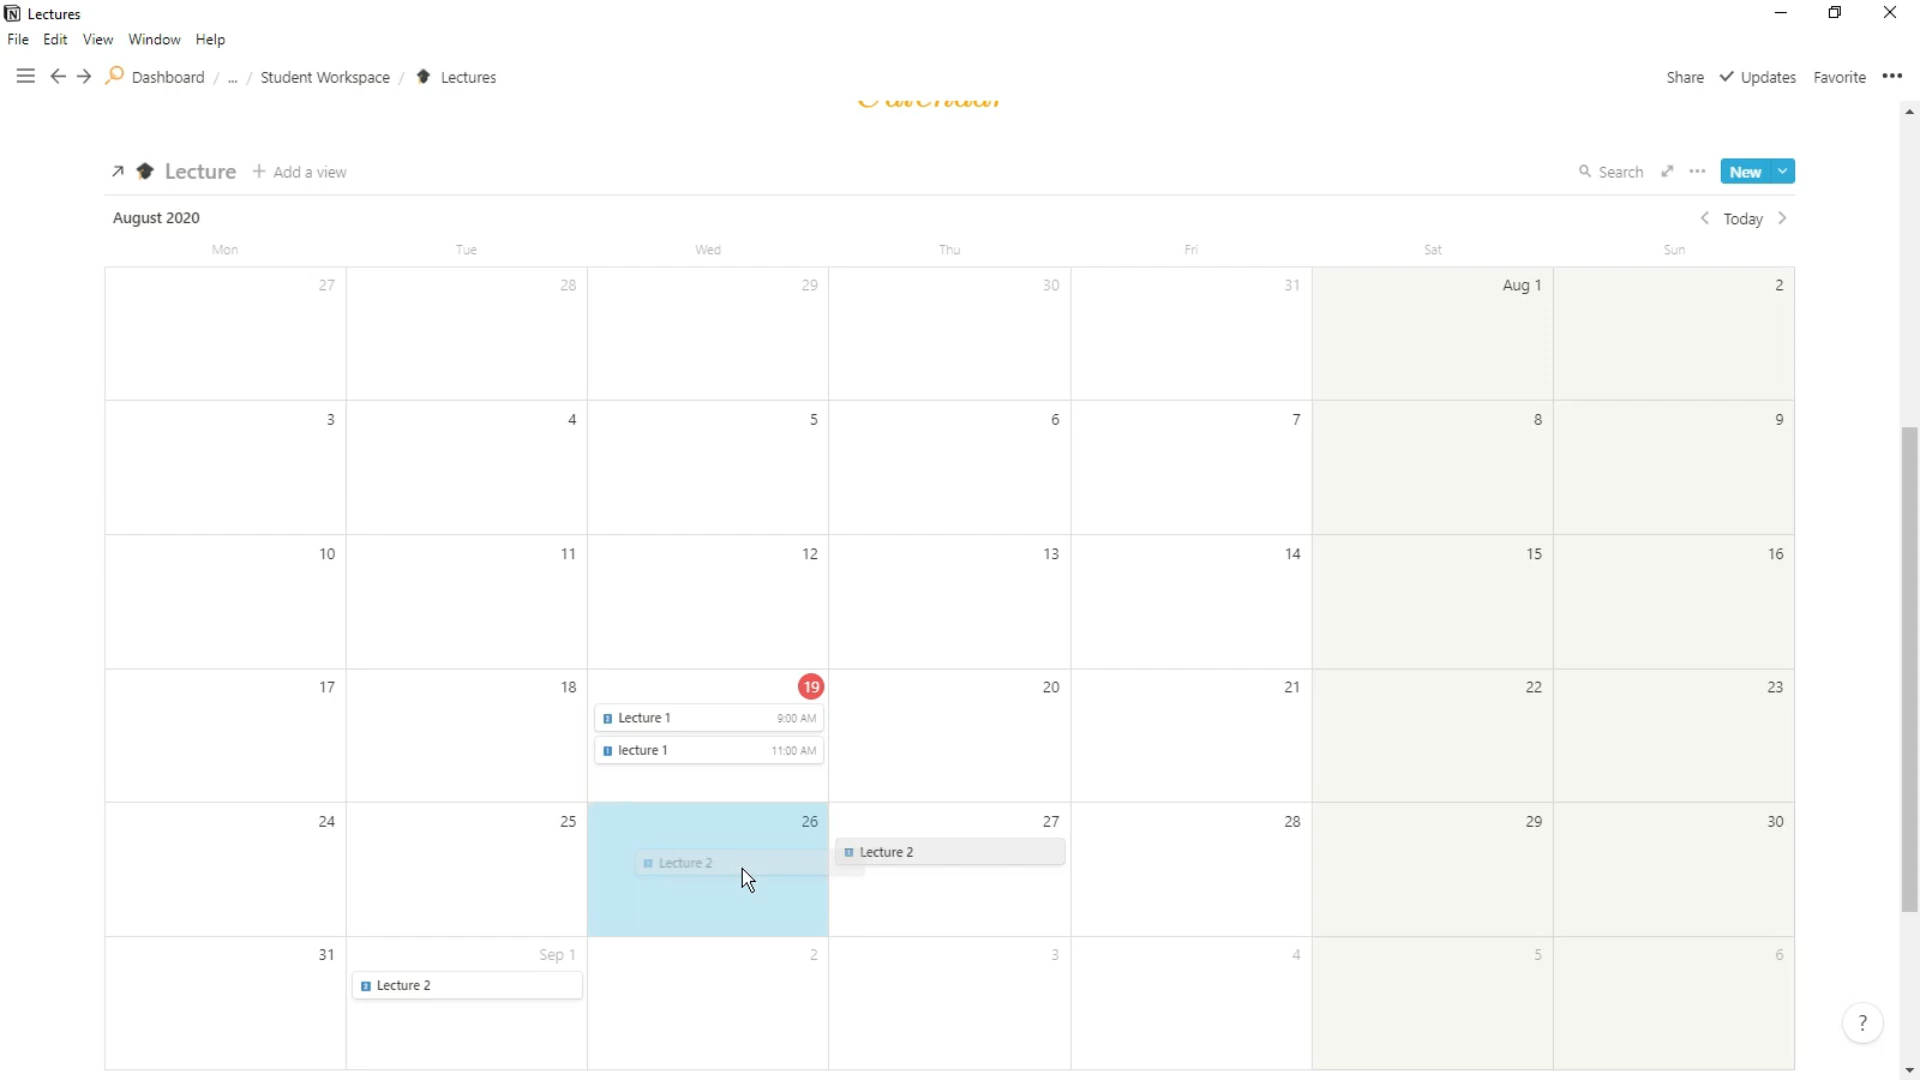 Lectures
File Edit View Window Help
Dashboard / ... / Student Workspace / Lectures
Share Updates Favorite •••
Calendar
Lecture + Add a view
Search ••• New
August 2020
Today
Mon Tue Wed Thu Fri Sat Sun
27 28 29 30 31 Aug 1 2
3 4 5 6 7 8 9
10 11 12 13 14 15 16
17 18 19 20 21 22 23
Lecture 1 9:00 AM
lecture 1 11:00 AM
24 25 26 27 28 29 30
Lecture 2
Lecture 2
31 Sep 1 2 3 4 5 6
Lecture 2
?